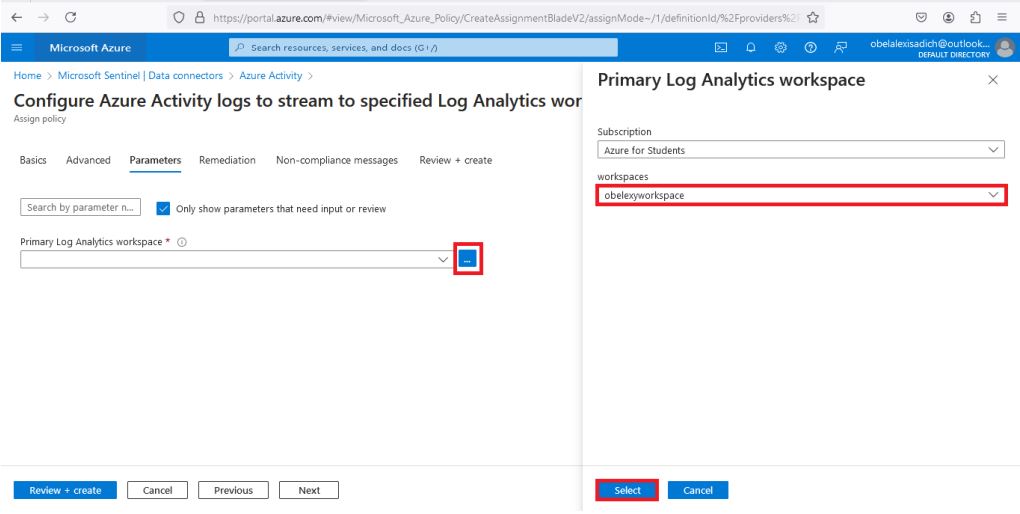 https://portal.azure.com/#view/Microsoft_Azure_Policy/CreateAssignmentBladeV2/assignMode~/1/definitionId/%2Fproviders%2F
Microsoft Azure
Search resources, services, and docs (G+/)
obelalexisadich@outlook...
DEFAULT DIRECTORY
Home > Microsoft Sentinel | Data connectors > Azure Activity >
Configure Azure Activity logs to stream to specified Log Analytics wor
Assign policy
Basics Advanced Parameters Remediation Non-compliance messages Review + create
Search by parameter n...
Only show parameters that need input or review
Primary Log Analytics workspace *
...
Review + create Cancel Previous Next
Primary Log Analytics workspace
Subscription
Azure for Students
workspaces
obelexyworkspace
Select Cancel